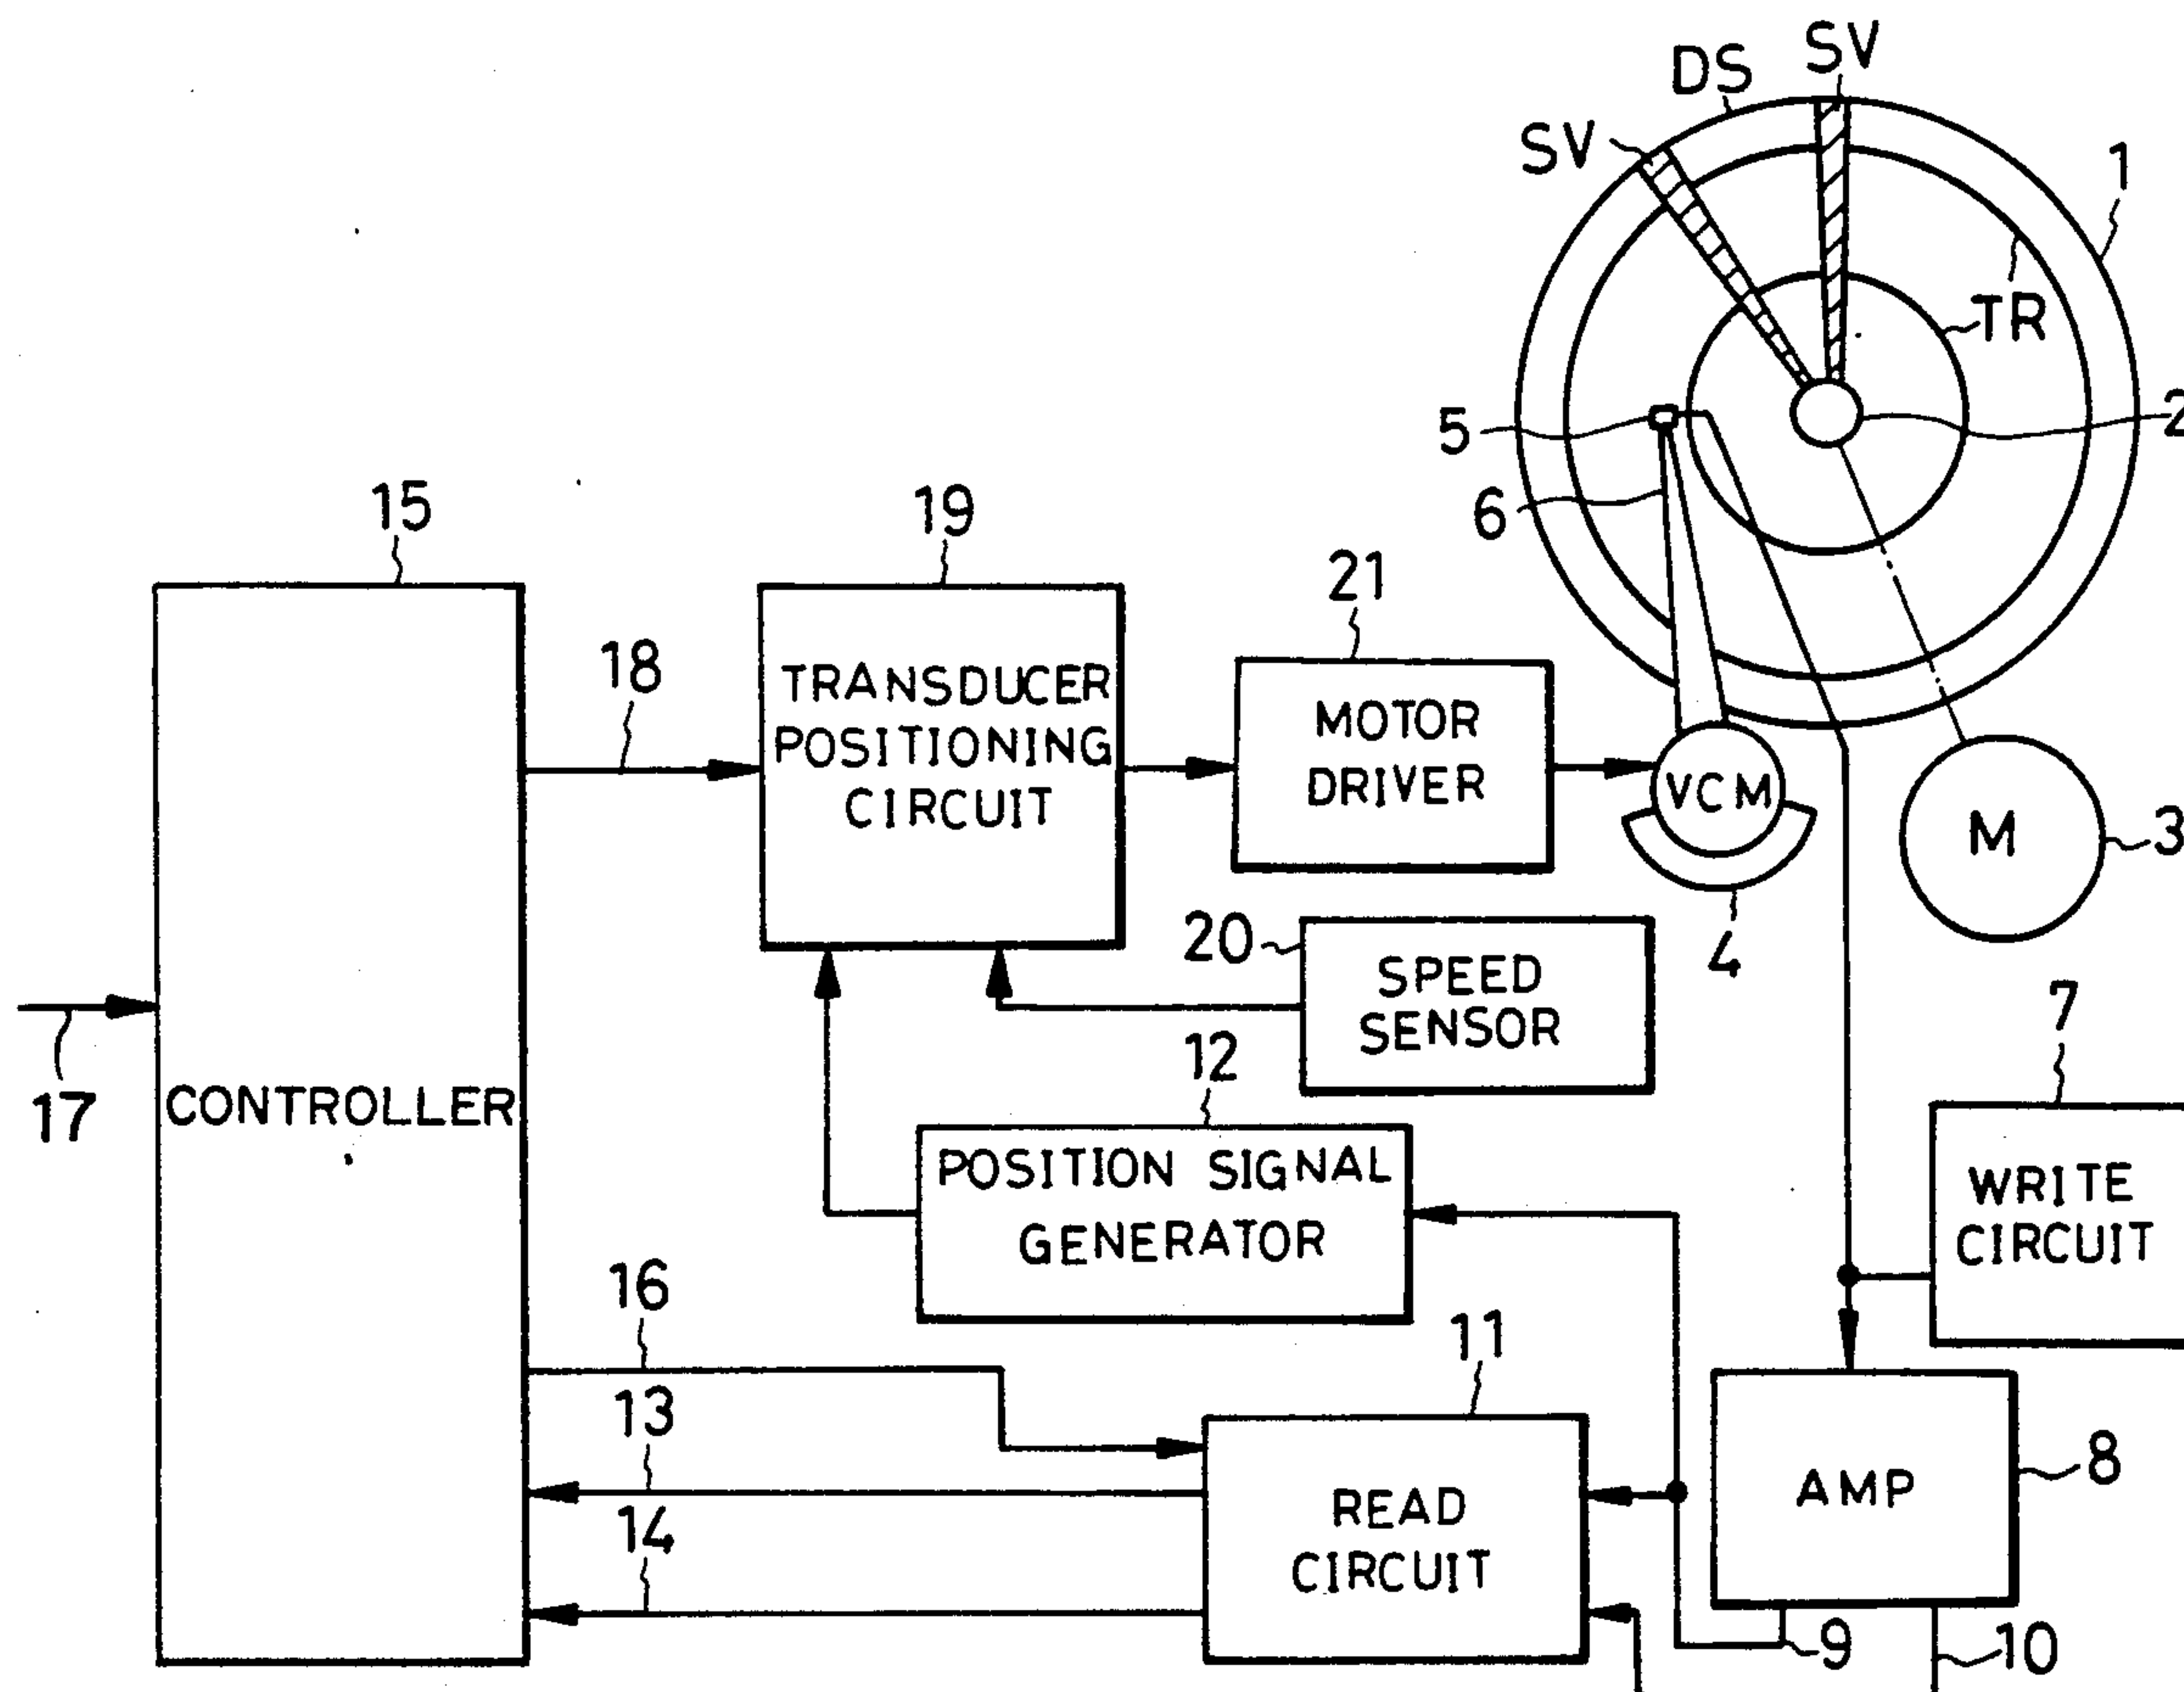 SV
DS
SV
1
TR
2
5
6
15
19
21
18
TRANSDUCER
POSITIONING
CIRCUIT
MOTOR
DRIVER
VCM
M
3
4
20
SPEED
SENSOR
17
CONTROLLER
12
POSITION SIGNAL
GENERATOR
7
WRITE
CIRCUIT
16
13
14
11
READ
CIRCUIT
AMP
8
9
10